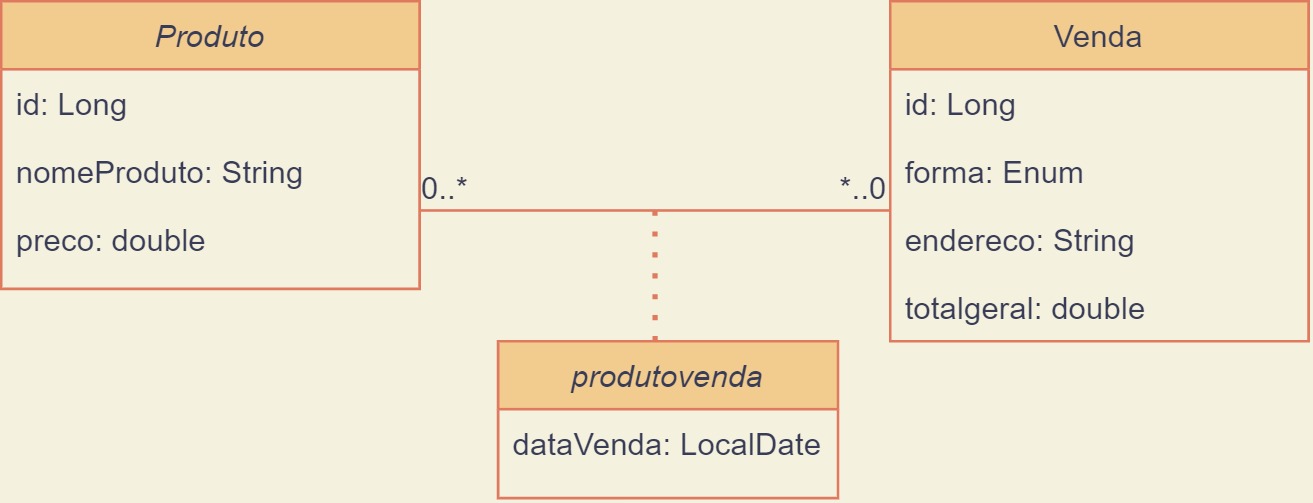 Produto
id: Long
nomeProduto: String
preco: double
0..*
*..0
Venda
id: Long
forma: Enum
endereco: String
totalgeral: double
produtovenda
dataVenda: LocalDate